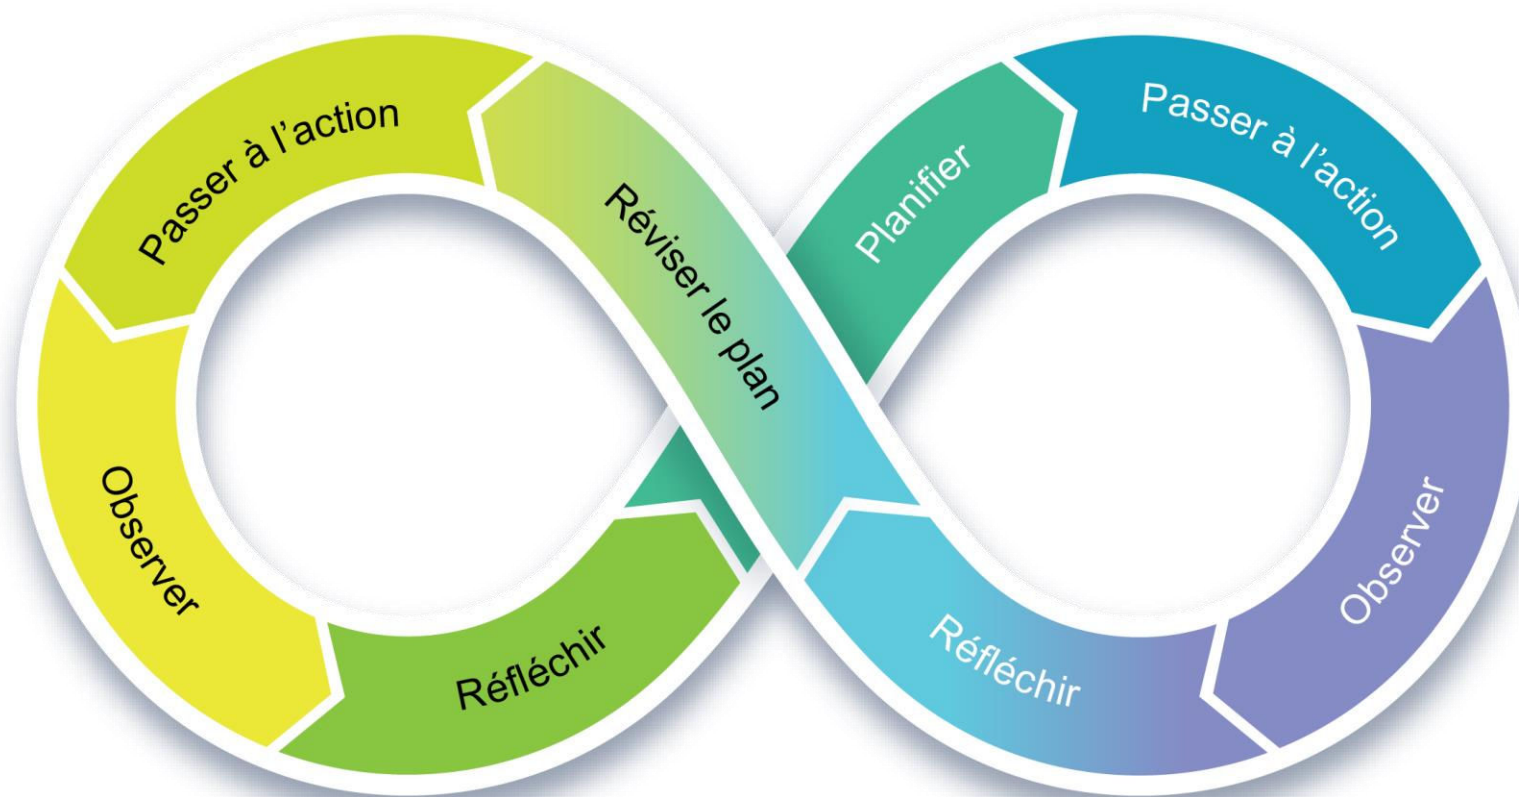 Planifier
Passer à l'action
Observer
Réfléchir
Réviser le plan
Passer à l'action
Observer
Réfléchir